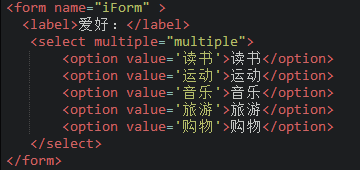 <form name="iForm" >
<label>爱好：</label>
<select multiple="multiple">
<option value='读书'>读书</option>
<option value='运动'>运动</option>
<option value='音乐'>音乐</option>
<option value='旅游'>旅游</option>
<option value='购物'>购物</option>
</select>
</form>